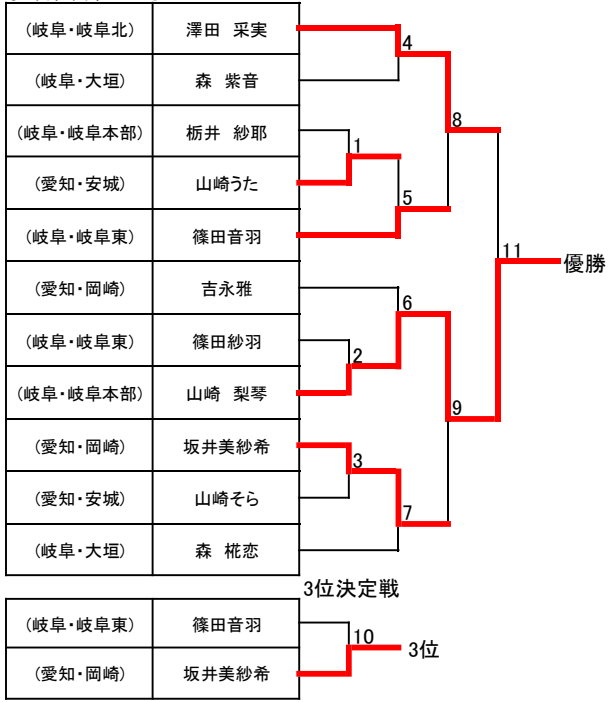 (岐阜・岐阜北) 澤田 采実
4
(岐阜・大垣) 森 紫音
8
(岐阜・岐阜本部) 栃井 紗耶
1
(愛知・安城) 山崎うた
5
(岐阜・岐阜東) 篠田音羽
11 優勝
(愛知・岡崎) 吉永雅
6
(岐阜・岐阜東) 篠田紗羽
2
(岐阜・岐阜本部) 山崎 梨琴
9
(愛知・岡崎) 坂井美紗希
3
(愛知・安城) 山崎そら
7
(岐阜・大垣) 森 椛恋
3位決定戦
(岐阜・岐阜東) 篠田音羽
10 3位
(愛知・岡崎) 坂井美紗希